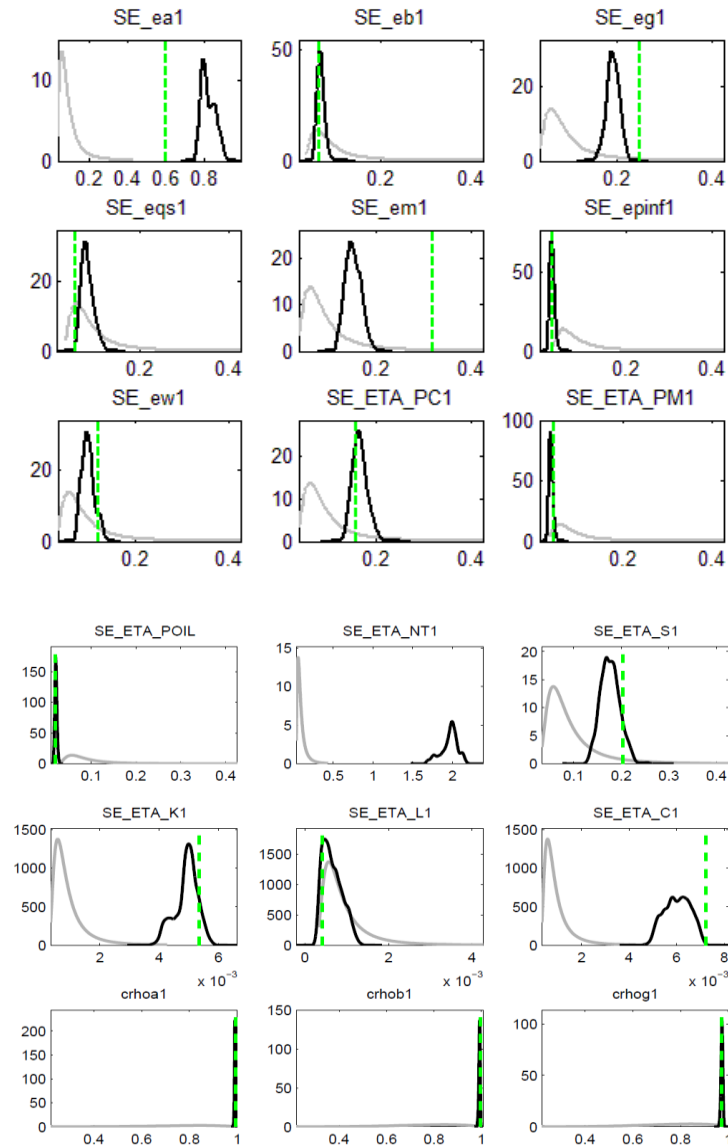 SE_ea1 SE_eb1 SE_eg1
10 50 20
0 0 0
0.2 0.4 0.6 0.8 0.2 0.4 0.2 0.4
SE_eqs1 SE_em1 SE_epinf1
20 20 50
10
0 0 0
0.2 0.4 0.2 0.4 0.2 0.4
SE_ew1 SE_ETA_PC1 SE_ETA_PM1
20 30 100
20 50
10
0 0 0
0.2 0.4 0.2 0.4 0.2 0.4
SE_ETA_POIL SE_ETA_NT1 SE_ETA_S1
150 15 20
100 10 15
50 5 10
5
0 0 0
0.1 0.2 0.3 0.4 0.5 1 1.5 2 0.1 0.2 0.3 0.4
SE_ETA_K1 SE_ETA_L1 SE_ETA_C1
1500 1500 1500
1000 1000 1000
500 500 500
0 0 0
2 4 6 0 2 4 2 4 6 8
x 10⁻³ x 10⁻³ x 10⁻³
crhoa1 crhob1 crhog1
200 150 100
150 100
100 50 50
50
0 0 0
0.4 0.6 0.8 1 0.4 0.6 0.8 1 0.4 0.6 0.8